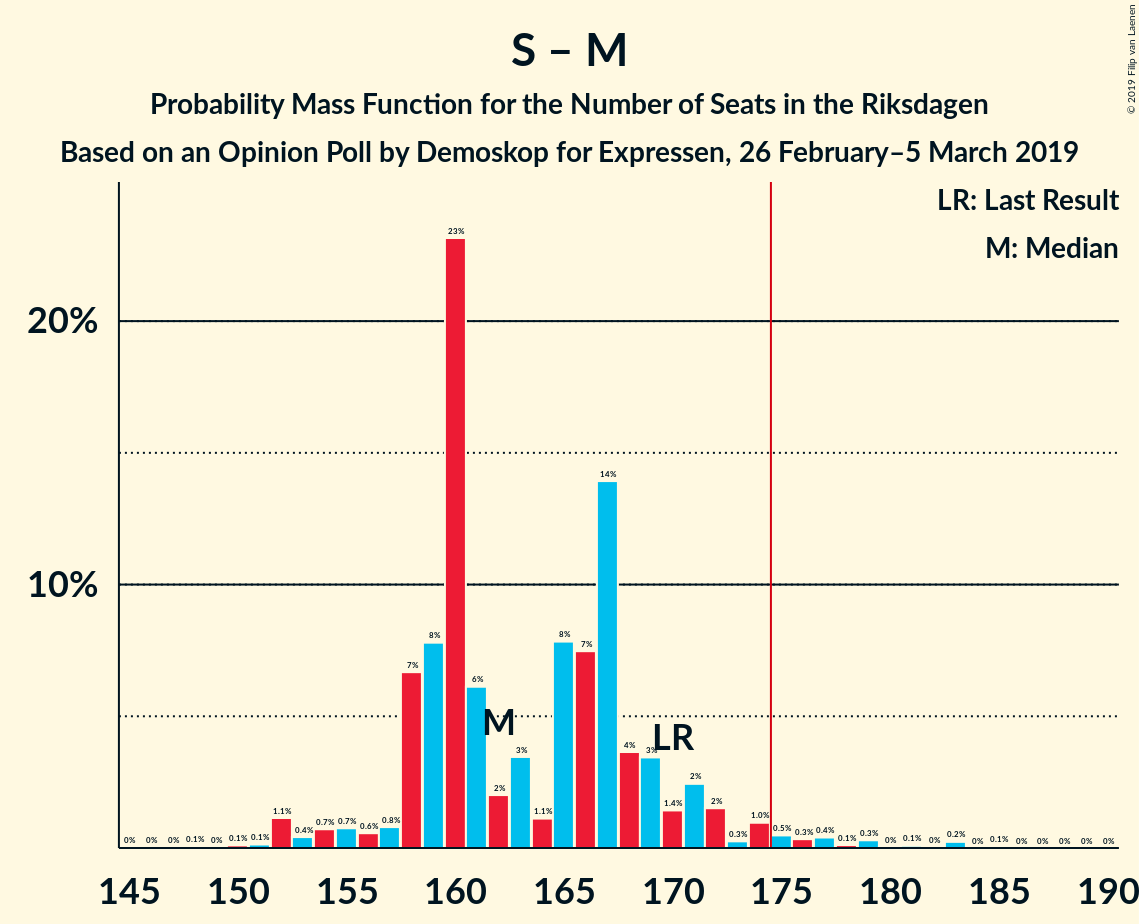 S – M
Probability Mass Function for the Number of Seats in the Riksdagen
Based on an Opinion Poll by Demoskop for Expressen, 26 February–5 March 2019
© 2019 Filip van Laenen
LR: Last Result
M: Median
20%
10%
0% 0% 0% 0.1% 0% 0.1% 0.1% 1.1% 0.4% 0.7% 0.7% 0.6% 0.8% 7% 8% 23% 6% 2% 3% 1.1% 8% 7% 14% 4% 3% 1.4% 2% 2% 0.3% 1.0% 0.5% 0.3% 0.4% 0.1% 0.3% 0% 0.1% 0% 0.2% 0% 0.1% 0% 0% 0% 0% 0%
M
LR
145 150 155 160 165 170 175 180 185 190